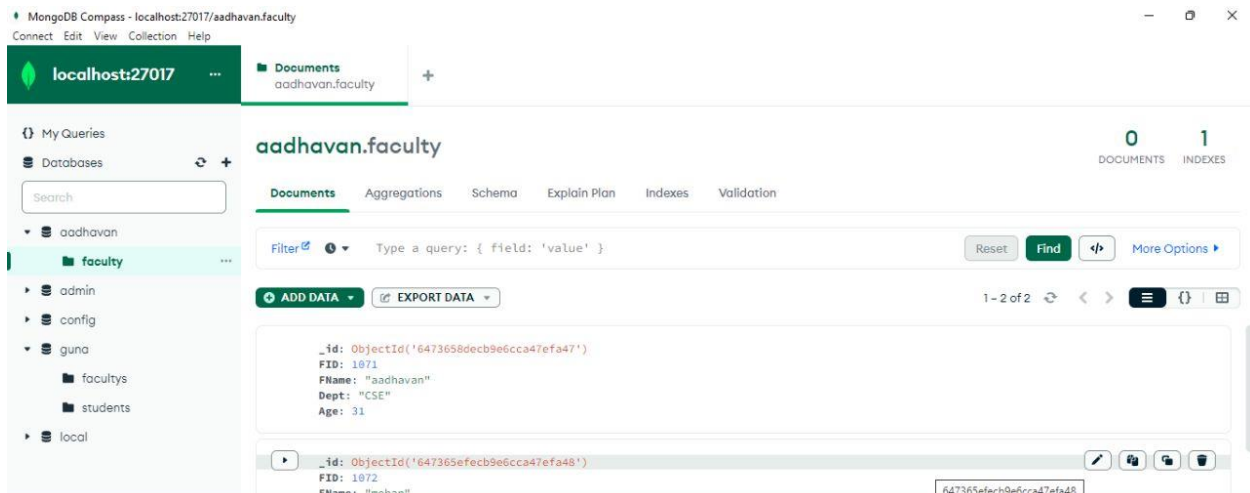 MongoDB Compass - localhost:27017/aadhavan.faculty
Connect Edit View Collection Help
localhost:27017 ...
Documents
aadhavan.faculty
+
{} My Queries
Databases
Search
aadhavan
faculty ...
admin
config
guna
facultys
students
local
aadhavan.faculty
0
DOCUMENTS
1
INDEXES
Documents Aggregations Schema Explain Plan Indexes Validation
Filter Type a query: { field: 'value' } Reset Find </> More Options
ADD DATA EXPORT DATA 1 – 2 of 2 {}
_id: ObjectId('6473658decb9e6cca47efa47')
FID: 1071
FName: "aadhavan"
Dept: "CSE"
Age: 31
_id: ObjectId('647365efecb9e6cca47efa48')
FID: 1072
FName: "mohan"
647365efecb9e6cca47efa48